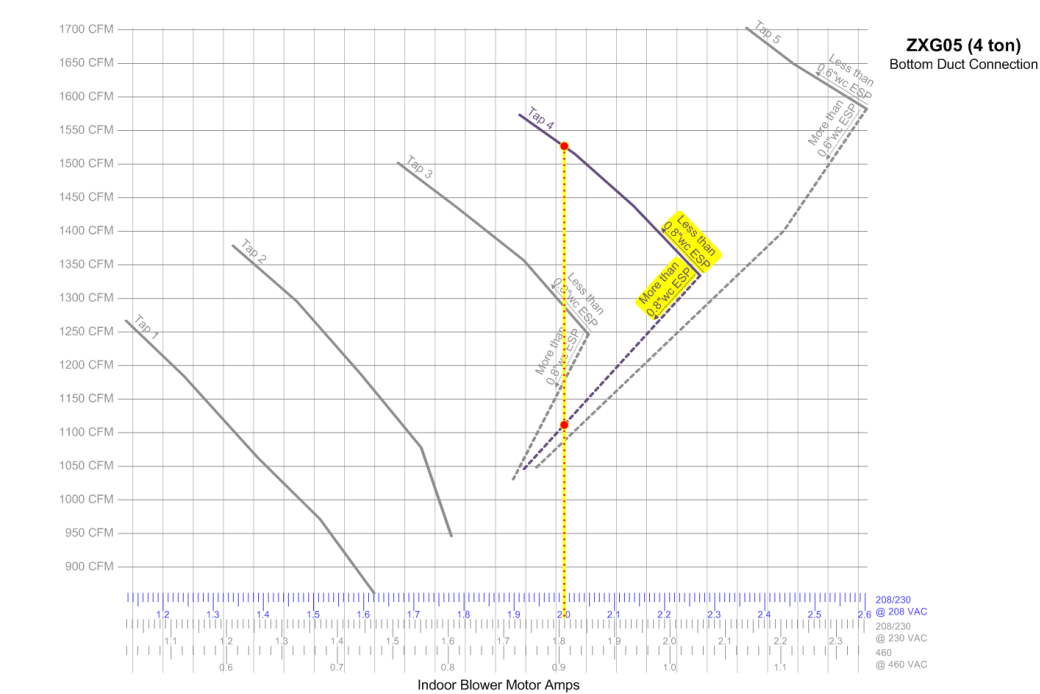 ZXG05 (4 ton)
Bottom Duct Connection
1700 CFM
1650 CFM
1600 CFM
1550 CFM
1500 CFM
1450 CFM
1400 CFM
1350 CFM
1300 CFM
1250 CFM
1200 CFM
1150 CFM
1100 CFM
1050 CFM
1000 CFM
950 CFM
900 CFM
Tap 1
Tap 2
Tap 3
Less than
0.8"wc ESP
More than
0.8"wc ESP
Tap 4
Less than
0.8"wc ESP
More than
0.8"wc ESP
Tap 5
Less than
0.6"wc ESP
More than
0.6"wc ESP
1.2 1.3 1.4 1.5 1.6 1.7 1.8 1.9 2.0 2.1 2.2 2.3 2.4 2.5 2.6
208/230
@ 208 VAC
1.1 1.2 1.3 1.4 1.5 1.6 1.7 1.8 1.9 2.0 2.1 2.2 2.3
208/230
@ 230 VAC
0.6 0.7 0.8 0.9 1.0 1.1
460
@ 460 VAC
Indoor Blower Motor Amps